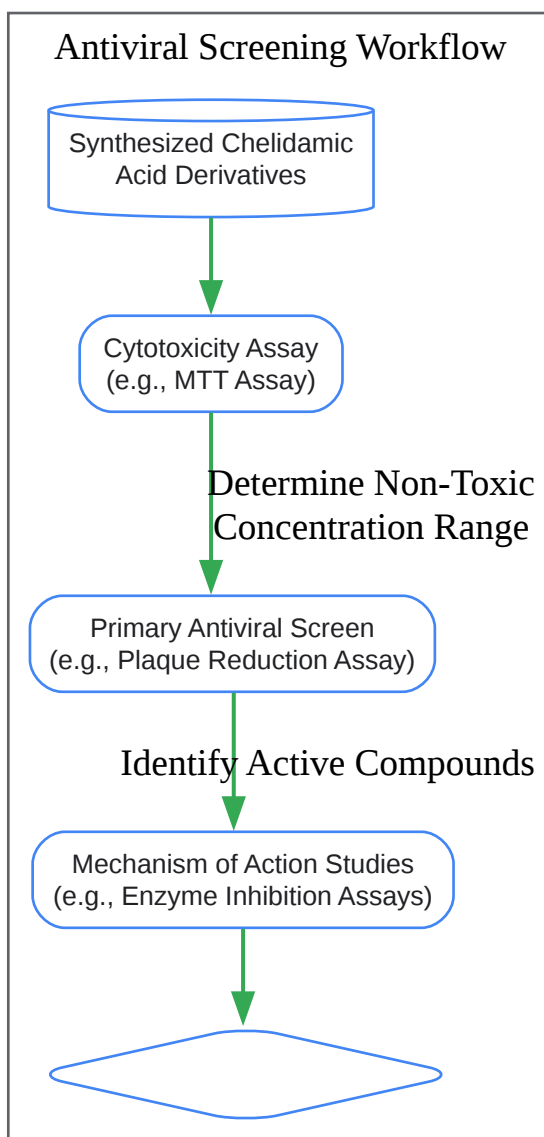 Antiviral Screening Workflow
Synthesized Chelidamic
Acid Derivatives
Cytotoxicity Assay
(e.g., MTT Assay)
Determine Non-Toxic
Concentration Range
Primary Antiviral Screen
(e.g., Plaque Reduction Assay)
Identify Active Compounds
Mechanism of Action Studies
(e.g., Enzyme Inhibition Assays)